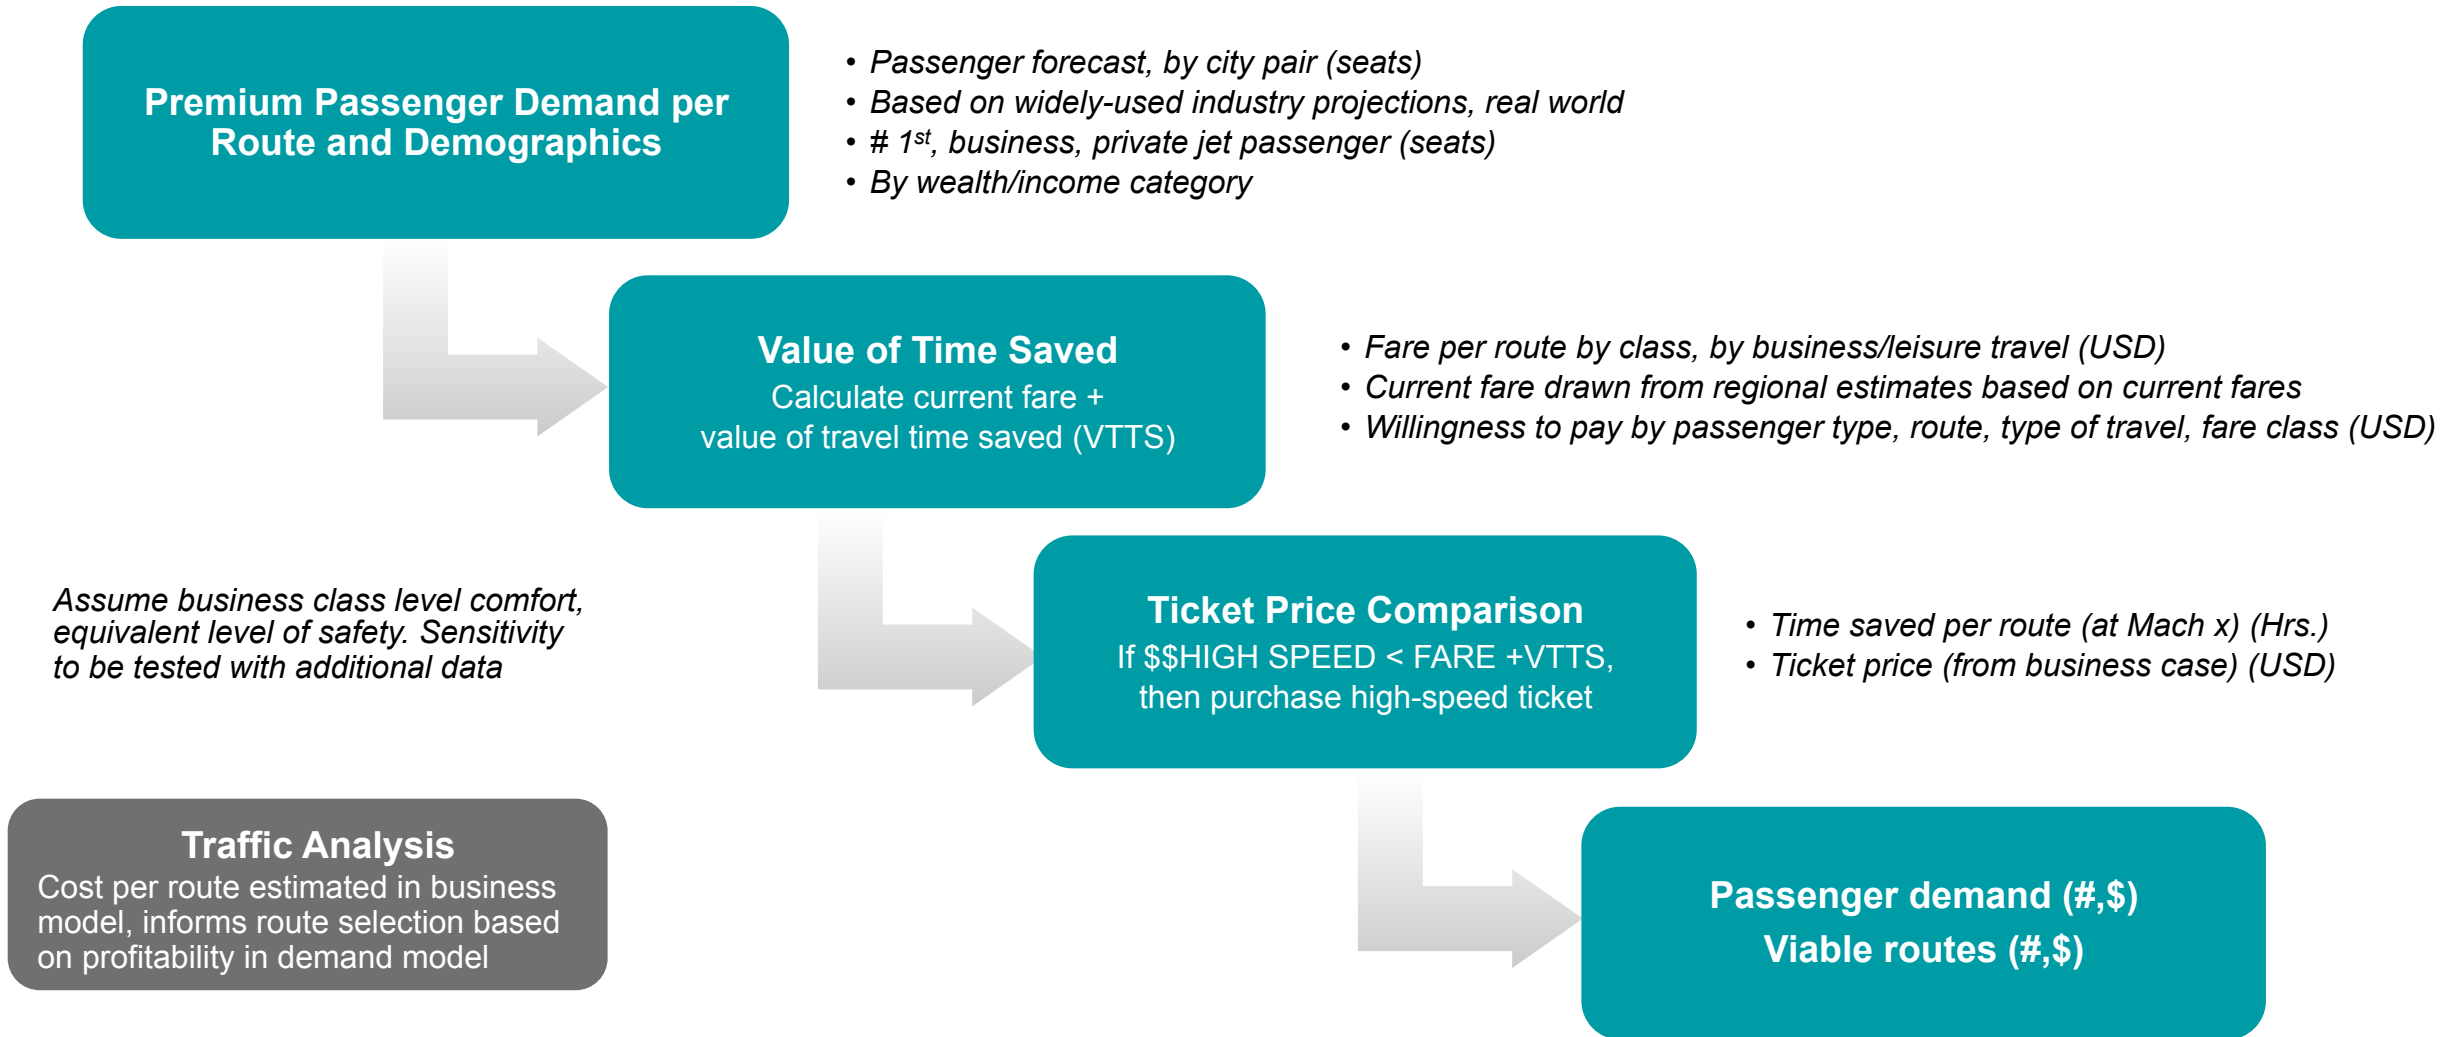 Premium Passenger Demand per
Route and Demographics
• Passenger forecast, by city pair (seats)
• Based on widely-used industry projections, real world
• # 1st, business, private jet passenger (seats)
• By wealth/income category
Value of Time Saved
Calculate current fare +
value of travel time saved (VTTS)
• Fare per route by class, by business/leisure travel (USD)
• Current fare drawn from regional estimates based on current fares
• Willingness to pay by passenger type, route, type of travel, fare class (USD)
Assume business class level comfort,
equivalent level of safety. Sensitivity
to be tested with additional data
Ticket Price Comparison
If $$HIGH SPEED < FARE +VTTS,
then purchase high-speed ticket
• Time saved per route (at Mach x) (Hrs.)
• Ticket price (from business case) (USD)
Traffic Analysis
Cost per route estimated in business
model, informs route selection based
on profitability in demand model
Passenger demand (#,$)
Viable routes (#,$)